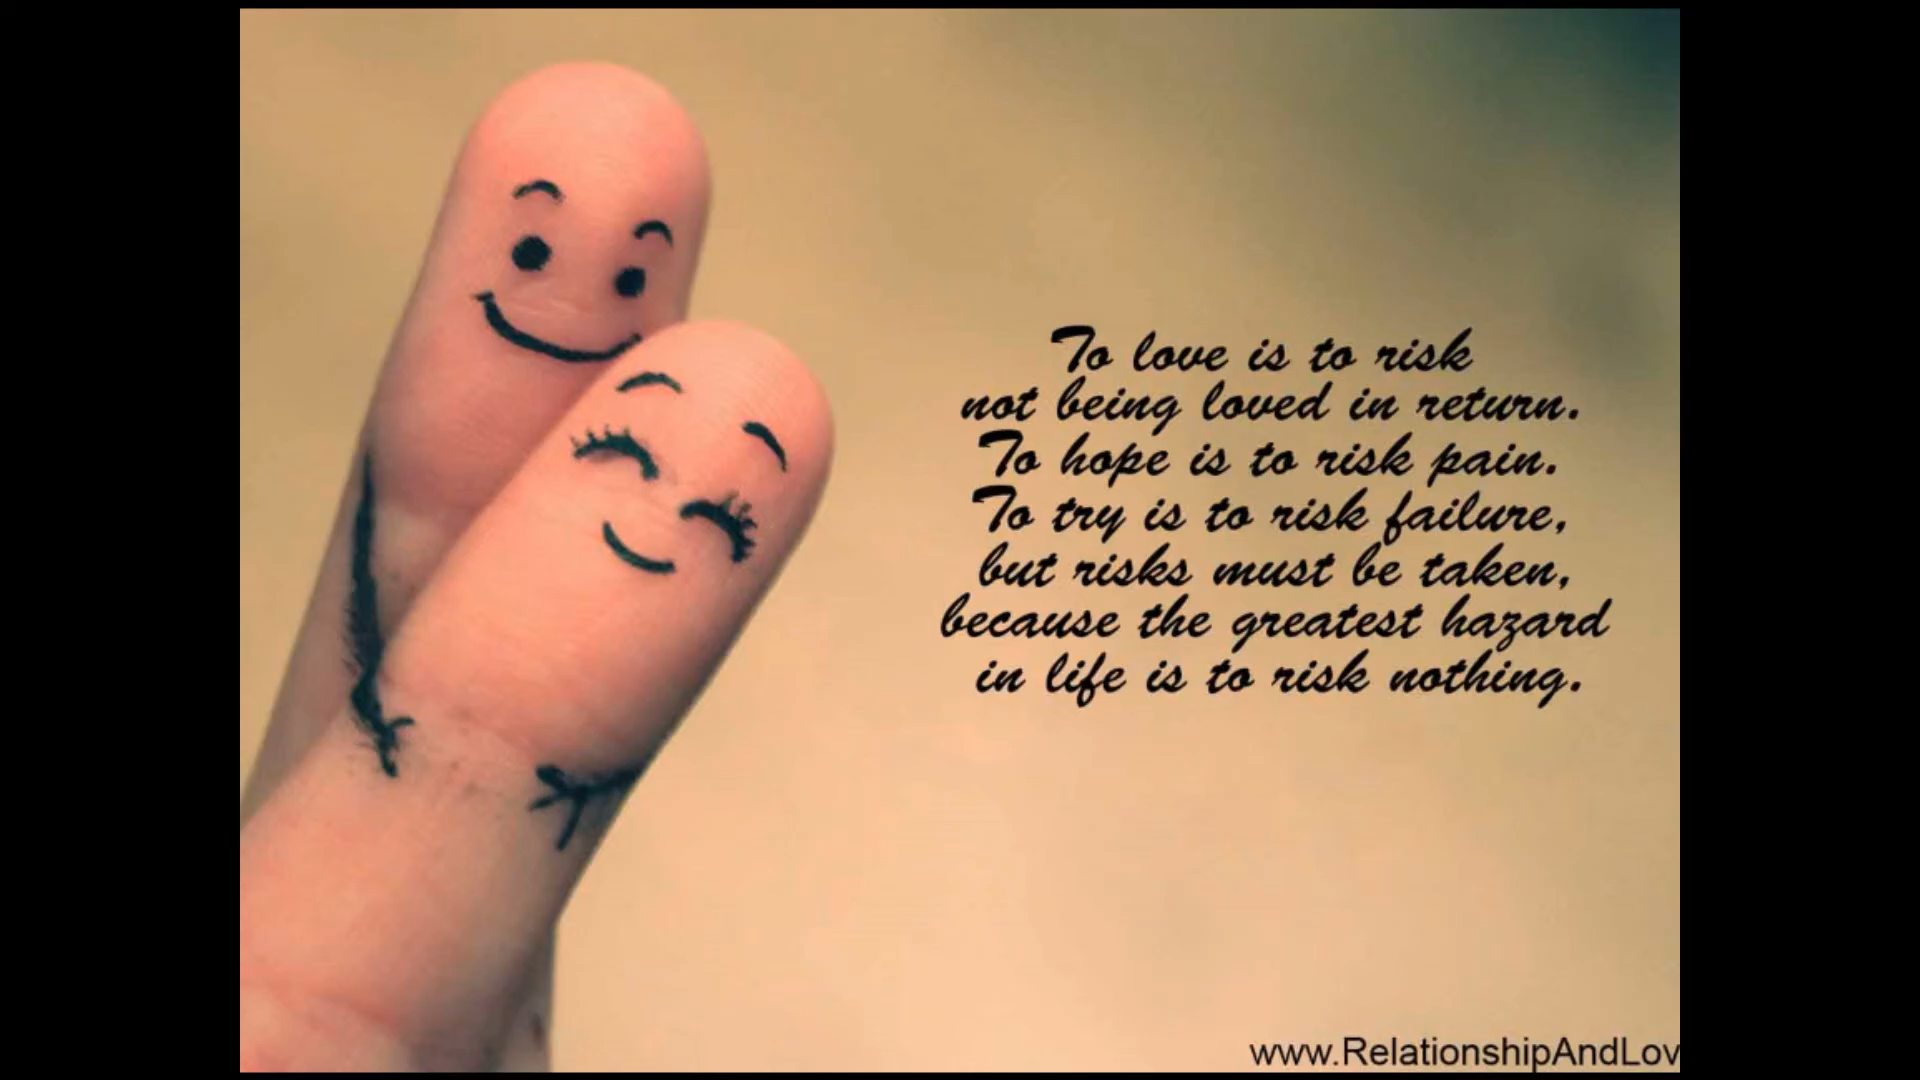 To love is to risk
not being loved in return.
To hope is to risk pain.
To try is to risk failure,
but risks must be taken,
because the greatest hazard
in life is to risk nothing.
www.RelationshipAndLov